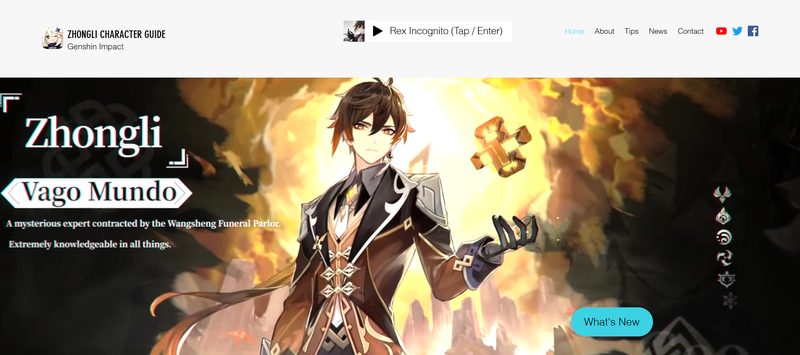 ZHONGLI CHARACTER GUIDE
Genshin Impact
Rex Incognito (Tap / Enter)
Home About Tips News Contact
Zhongli
Vago Mundo
A mysterious expert contracted by the Wangsheng Funeral Parlor.
Extremely knowledgeable in all things.
What's New